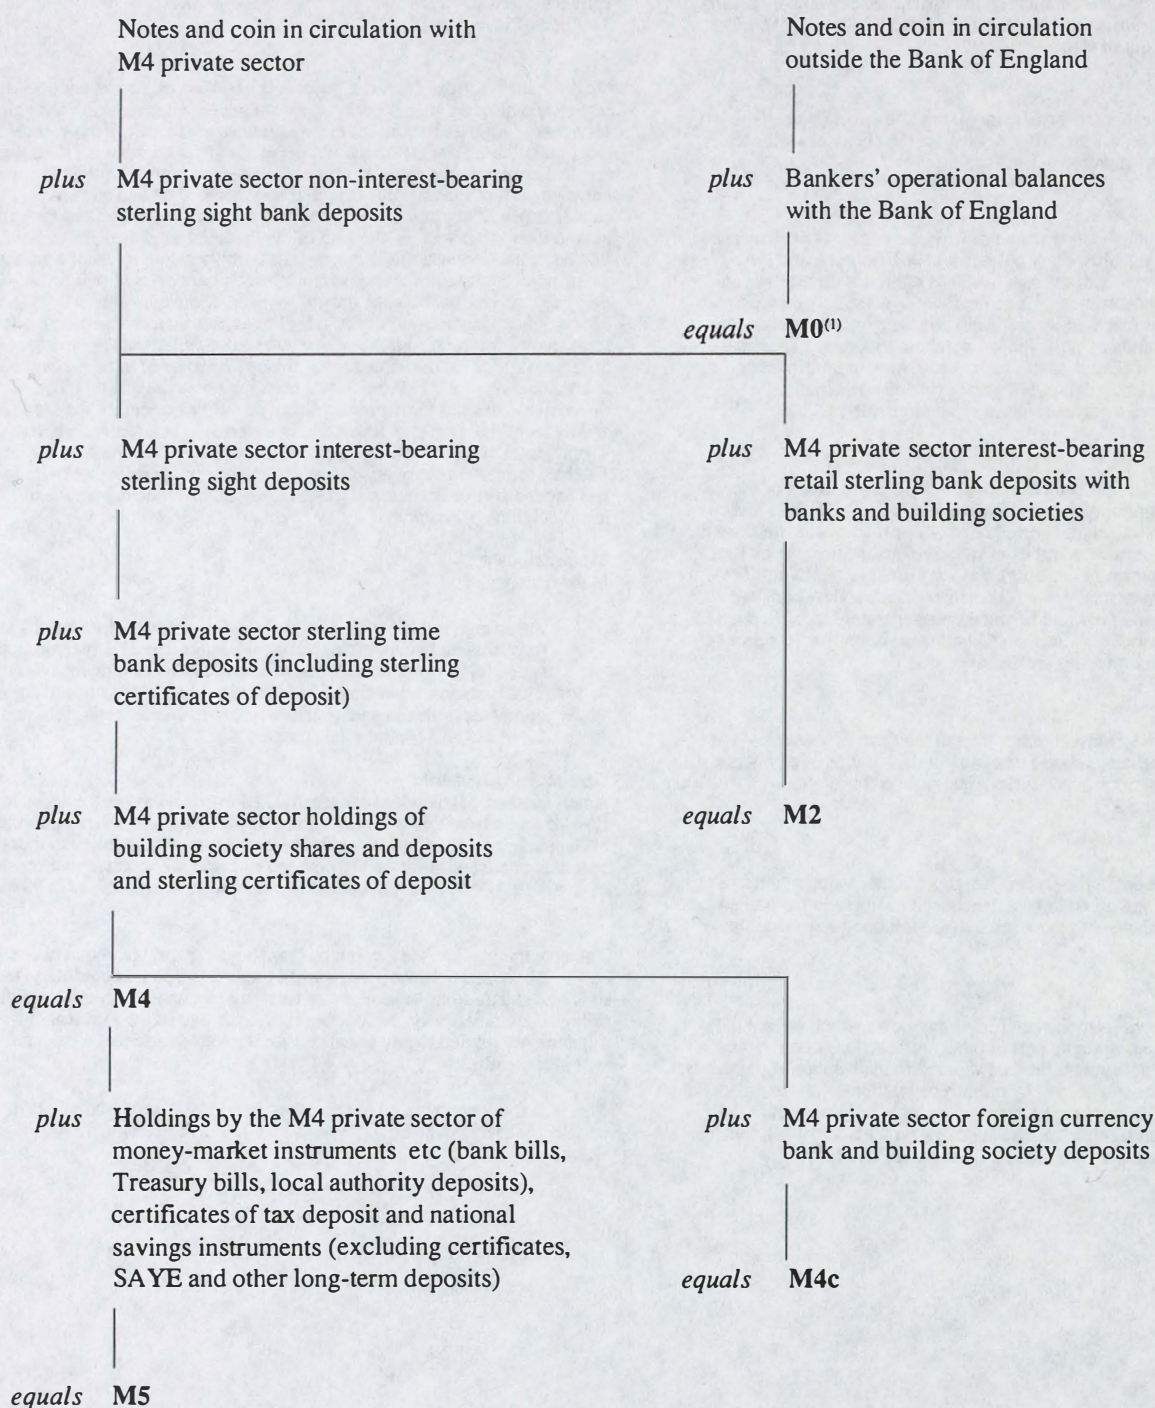 Notes and coin in circulation with
M4 private sector
Notes and coin in circulation
outside the Bank of England
plus M4 private sector non-interest-bearing
sterling sight bank deposits
plus Bankers' operational balances
with the Bank of England
equals M0(1)
plus M4 private sector interest-bearing
sterling sight deposits
plus M4 private sector interest-bearing
retail sterling bank deposits with
banks and building societies
plus M4 private sector sterling time
bank deposits (including sterling
certificates of deposit)
plus M4 private sector holdings of
building society shares and deposits
and sterling certificates of deposit
equals M2
equals M4
plus Holdings by the M4 private sector of
money-market instruments etc (bank bills,
Treasury bills, local authority deposits),
certificates of tax deposit and national
savings instruments (excluding certificates,
SAYE and other long-term deposits)
plus M4 private sector foreign currency
bank and building society deposits
equals M4c
equals M5